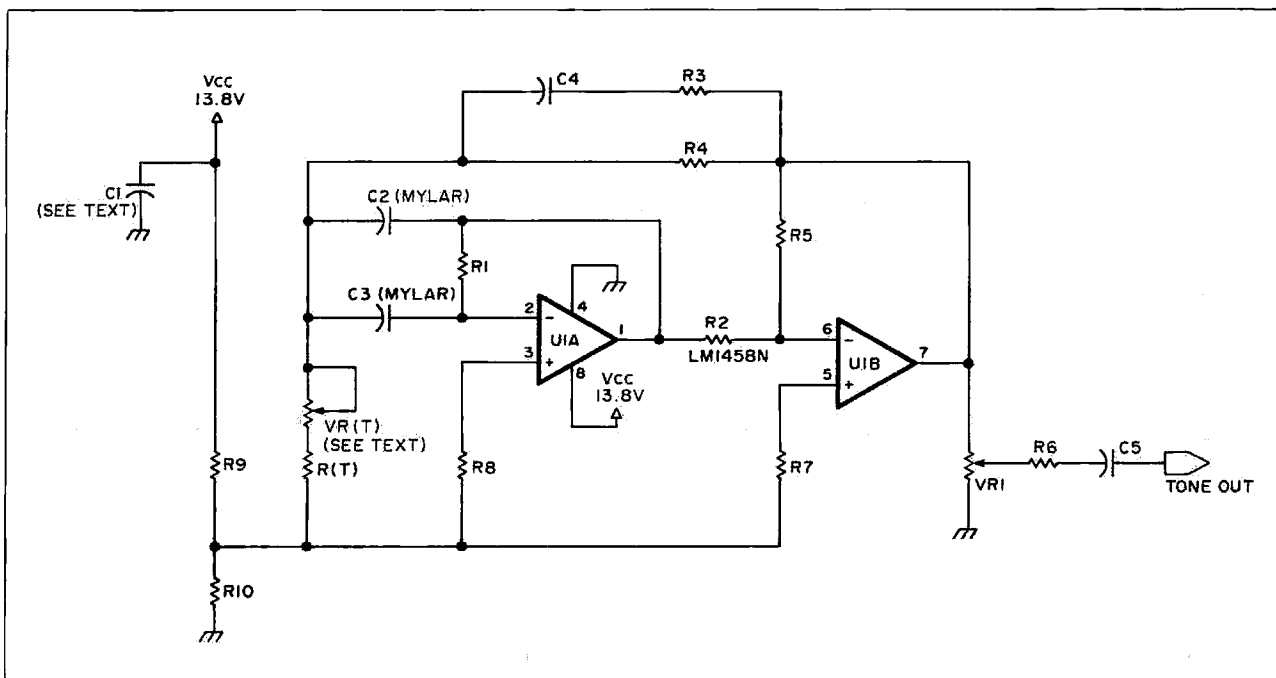 VCC
13.8V
C1
(SEE TEXT)
C4
R3
R4
C2 (MYLAR)
R1
R5
C3 (MYLAR)
2
-
4
U1A
1
3
+
8
R2
LM1458N
6
-
U1B
7
5
+
VCC
13.8V
VR(T)
(SEE TEXT)
R(T)
R9
R8
R7
R6
C5
VR1
TONE OUT
R10